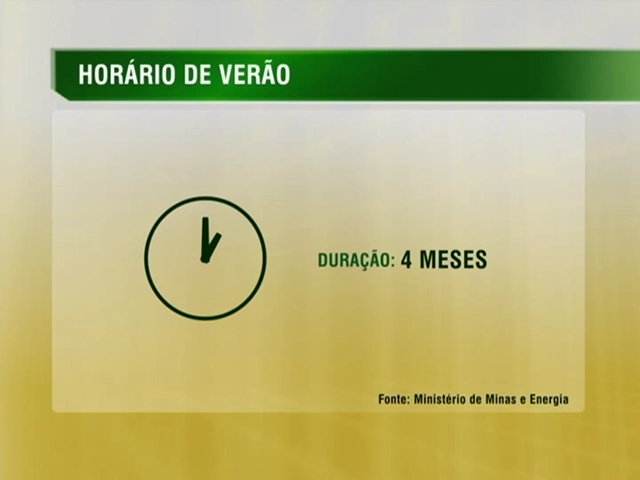 HORÁRIO DE VERÃO
DURAÇÃO: 4 MESES
Fonte: Ministério de Minas e Energia